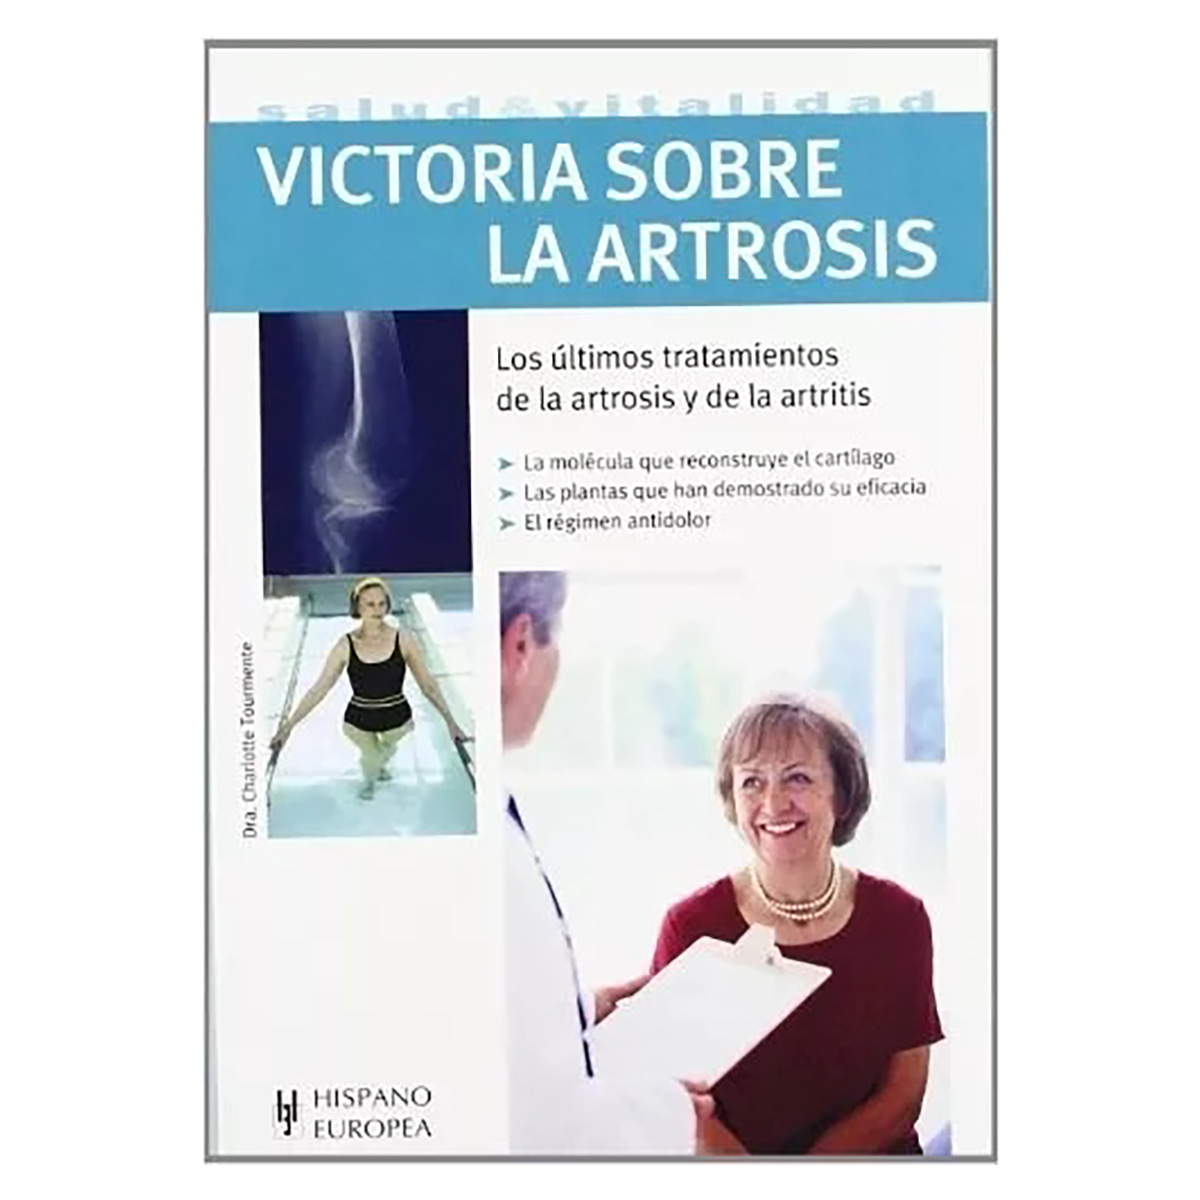 salud&vitalidad
VICTORIA SOBRE
LA ARTROSIS
Los últimos tratamientos
de la artrosis y de la artritis
➤ La molécula que reconstruye el cartílago
➤ Las plantas que han demostrado su eficacia
➤ El régimen antidolor
Dra. Charlotte Tourmente
HISPANO
EUROPEA